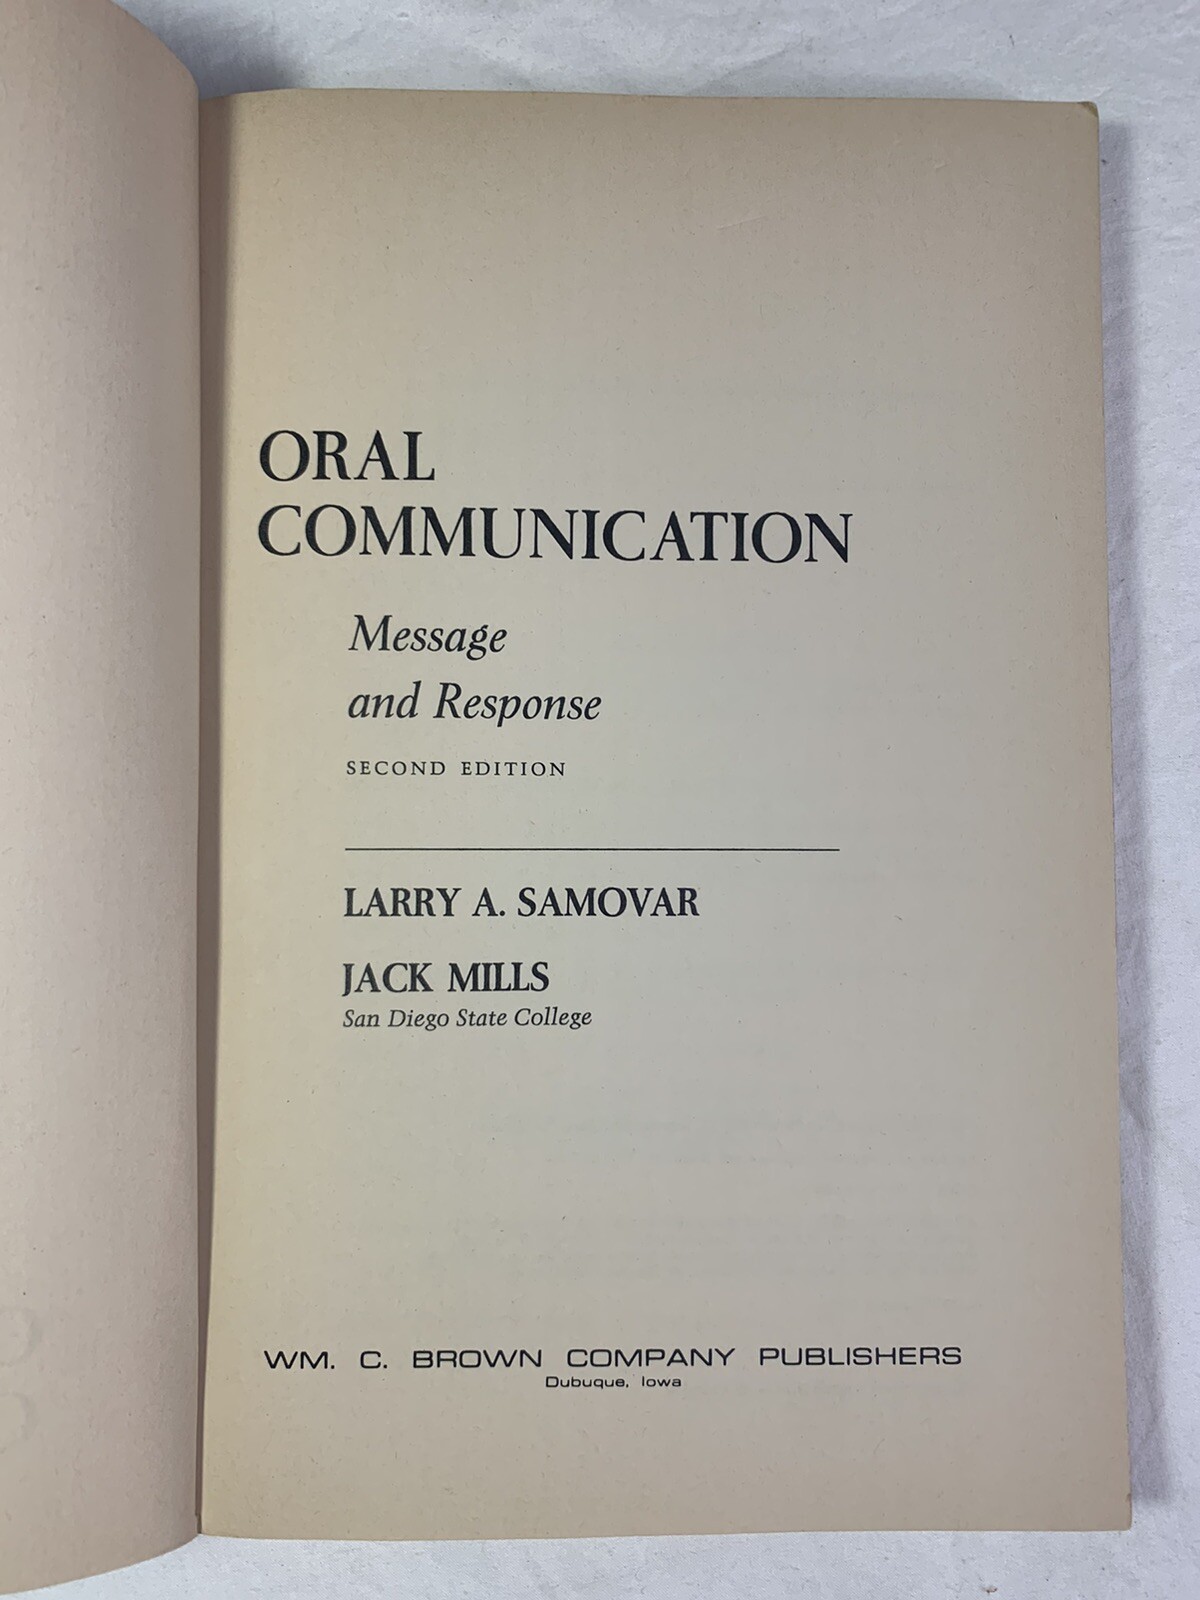 ORAL
COMMUNICATION
Message
and Response
SECOND EDITION
LARRY A. SAMOVAR
JACK MILLS
San Diego State College
WM. C. BROWN COMPANY PUBLISHERS
Dubuque, Iowa